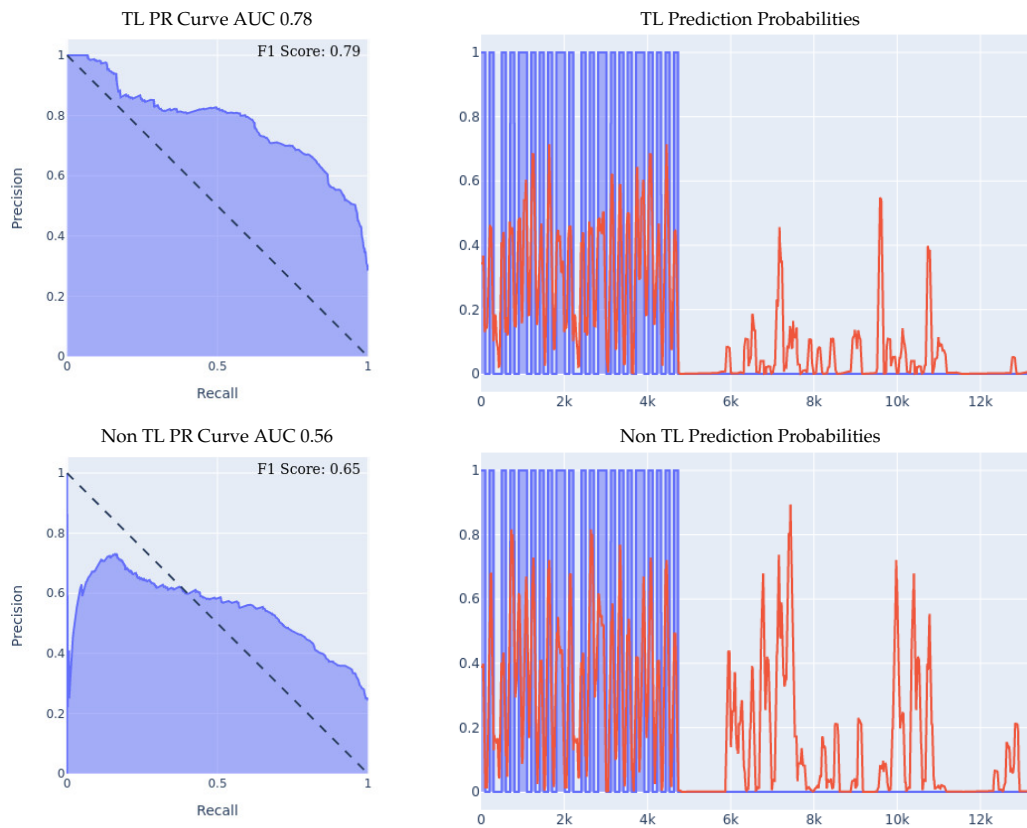 TL PR Curve AUC 0.78
F1 Score: 0.79
1
0.8
0.6
0.4
0.2
0
0
0.5
1
Precision
Recall
TL Prediction Probabilities
1
0.8
0.6
0.4
0.2
0
0
2k
4k
6k
8k
10k
12k
Non TL PR Curve AUC 0.56
F1 Score: 0.65
1
0.8
0.6
0.4
0.2
0
0
0.5
1
Precision
Recall
Non TL Prediction Probabilities
1
0.8
0.6
0.4
0.2
0
0
2k
4k
6k
8k
10k
12k